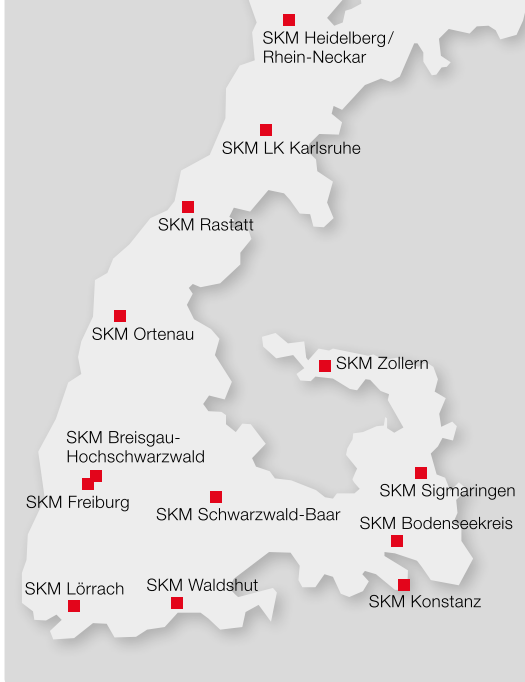 SKM Heidelberg/
Rhein-Neckar
SKM LK Karlsruhe
SKM Rastatt
SKM Ortenau
SKM Zollern
SKM Breisgau-
Hochschwarzwald
SKM Freiburg
SKM Sigmaringen
SKM Schwarzwald-Baar
SKM Bodenseekreis
SKM Lörrach
SKM Waldshut
SKM Konstanz